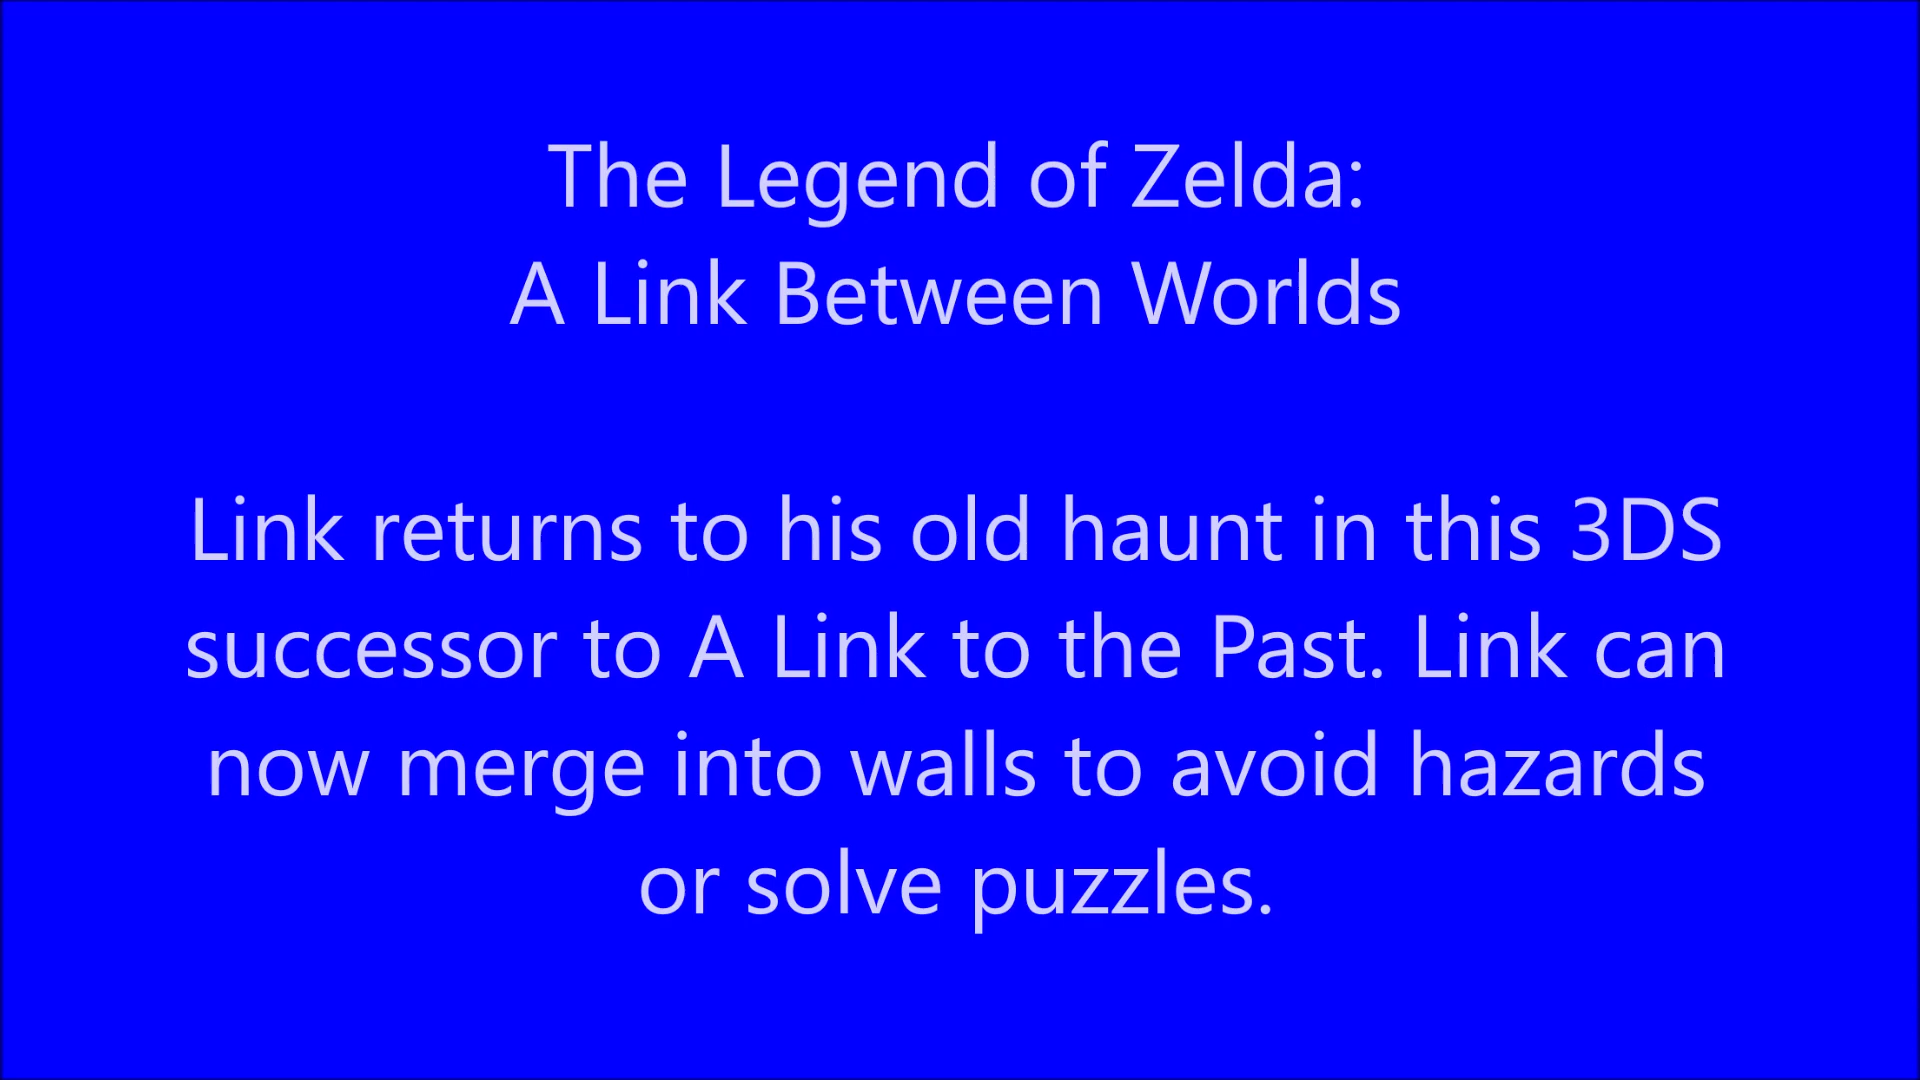 The Legend of Zelda:
A Link Between Worlds
Link returns to his old haunt in this 3DS
successor to A Link to the Past. Link can
now merge into walls to avoid hazards
or solve puzzles.